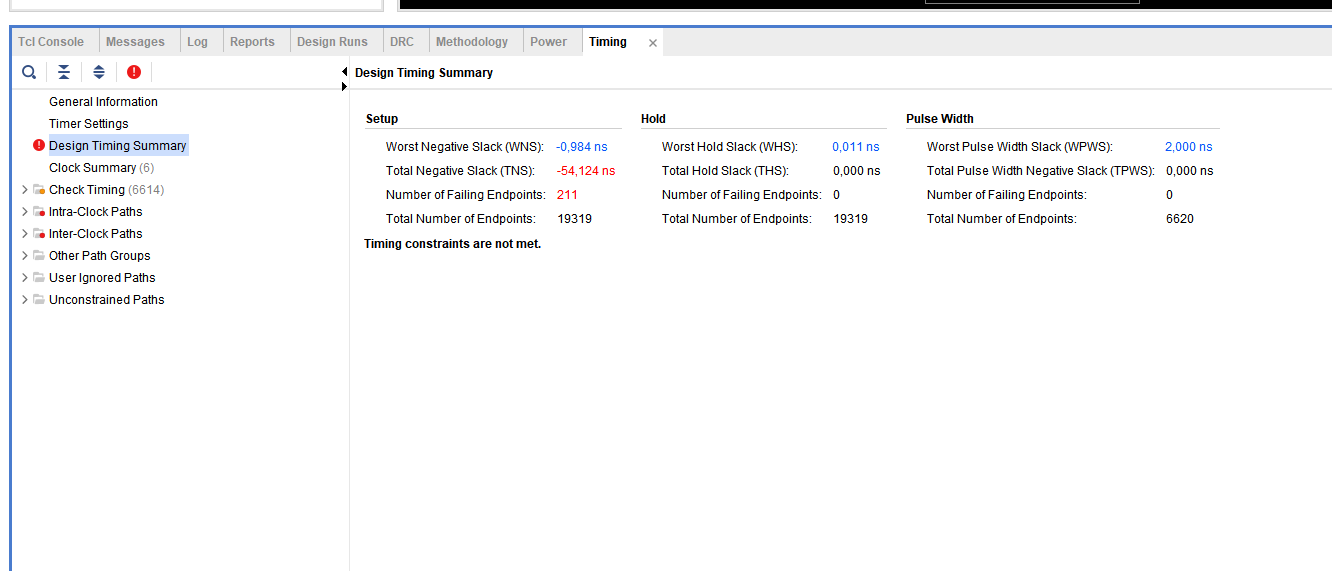 Tcl Console Messages Log Reports Design Runs DRC Methodology Power Timing
Design Timing Summary
General Information
Timer Settings
Design Timing Summary
Clock Summary (6)
Check Timing (6614)
Intra-Clock Paths
Inter-Clock Paths
Other Path Groups
User Ignored Paths
Unconstrained Paths
Setup Hold Pulse Width
Worst Negative Slack (WNS): -0,984 ns Worst Hold Slack (WHS): 0,011 ns Worst Pulse Width Slack (WPWS): 2,000 ns
Total Negative Slack (TNS): -54,124 ns Total Hold Slack (THS): 0,000 ns Total Pulse Width Negative Slack (TPWS): 0,000 ns
Number of Failing Endpoints: 211 Number of Failing Endpoints: 0 Number of Failing Endpoints: 0
Total Number of Endpoints: 19319 Total Number of Endpoints: 19319 Total Number of Endpoints: 6620
Timing constraints are not met.